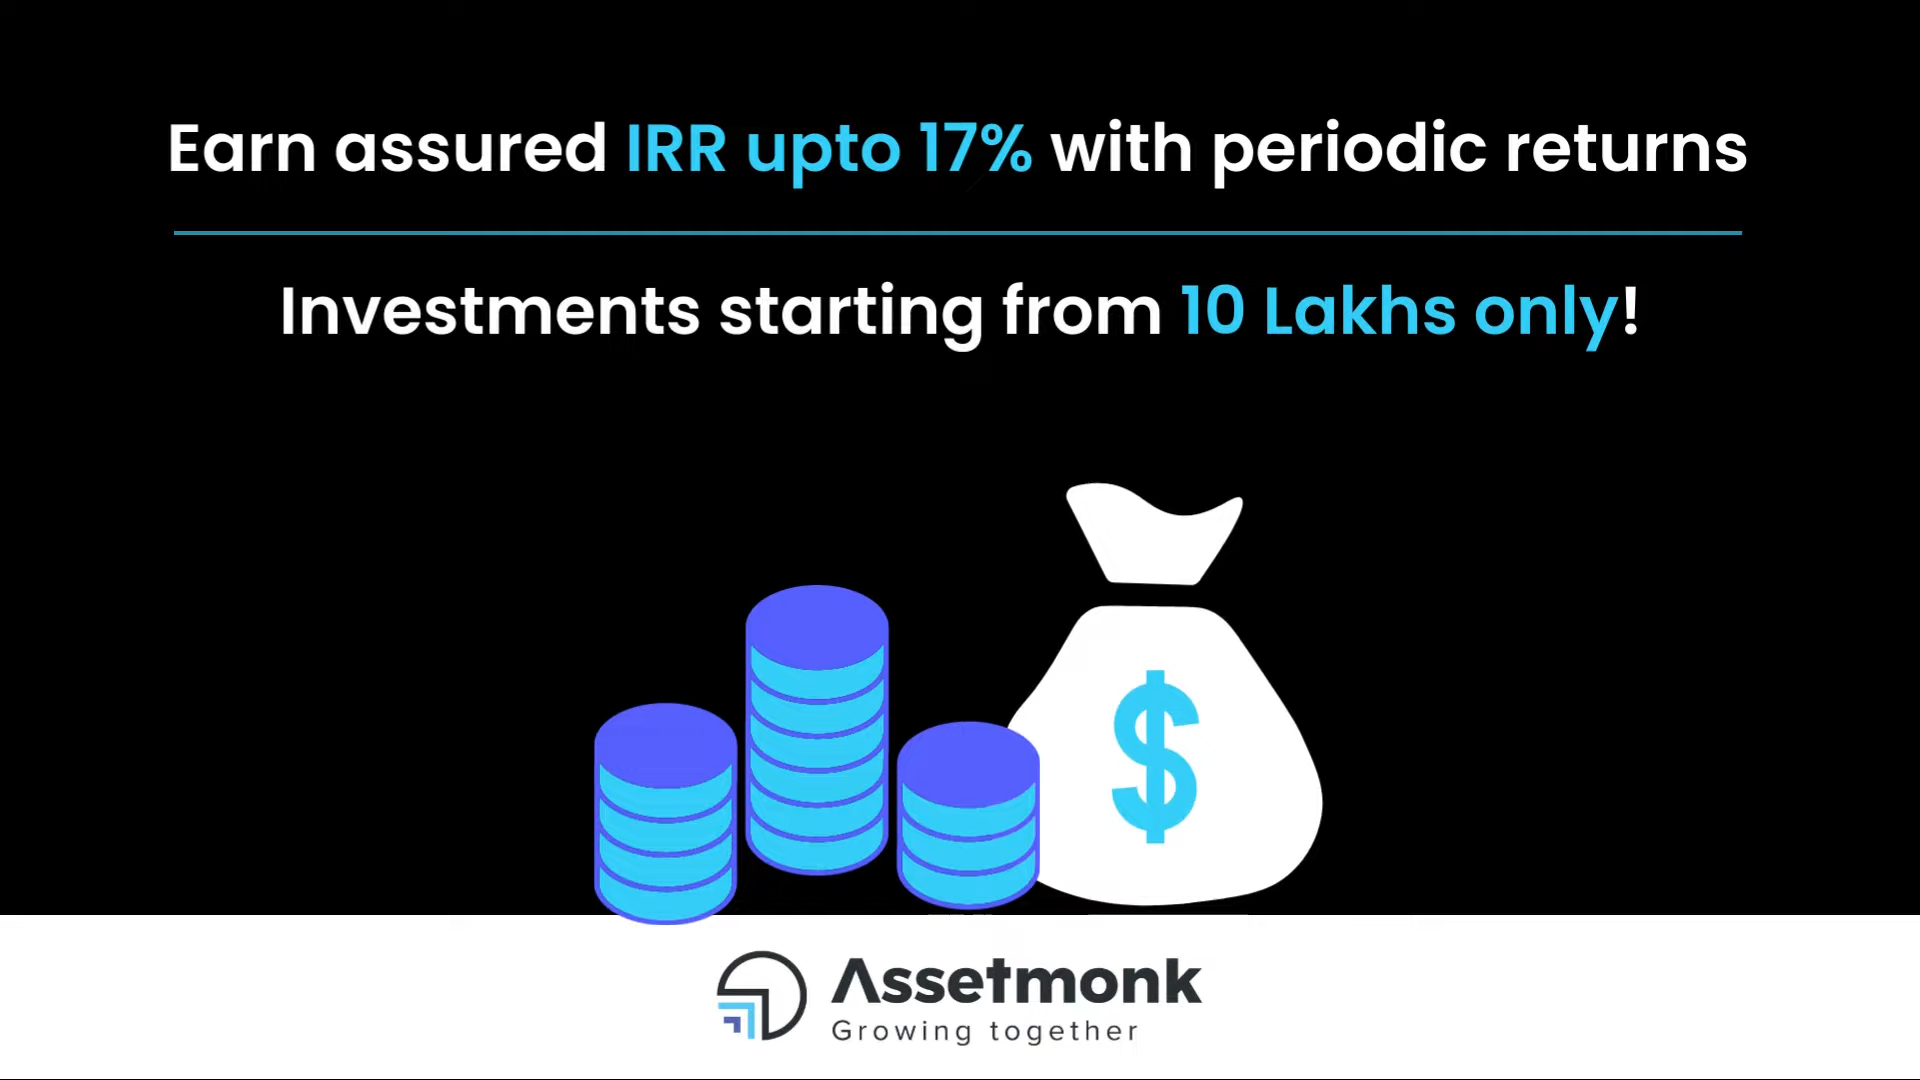 Earn assured IRR upto 17% with periodic returns
Investments starting from 10 Lakhs only!
$
Assetmonk
Growing together